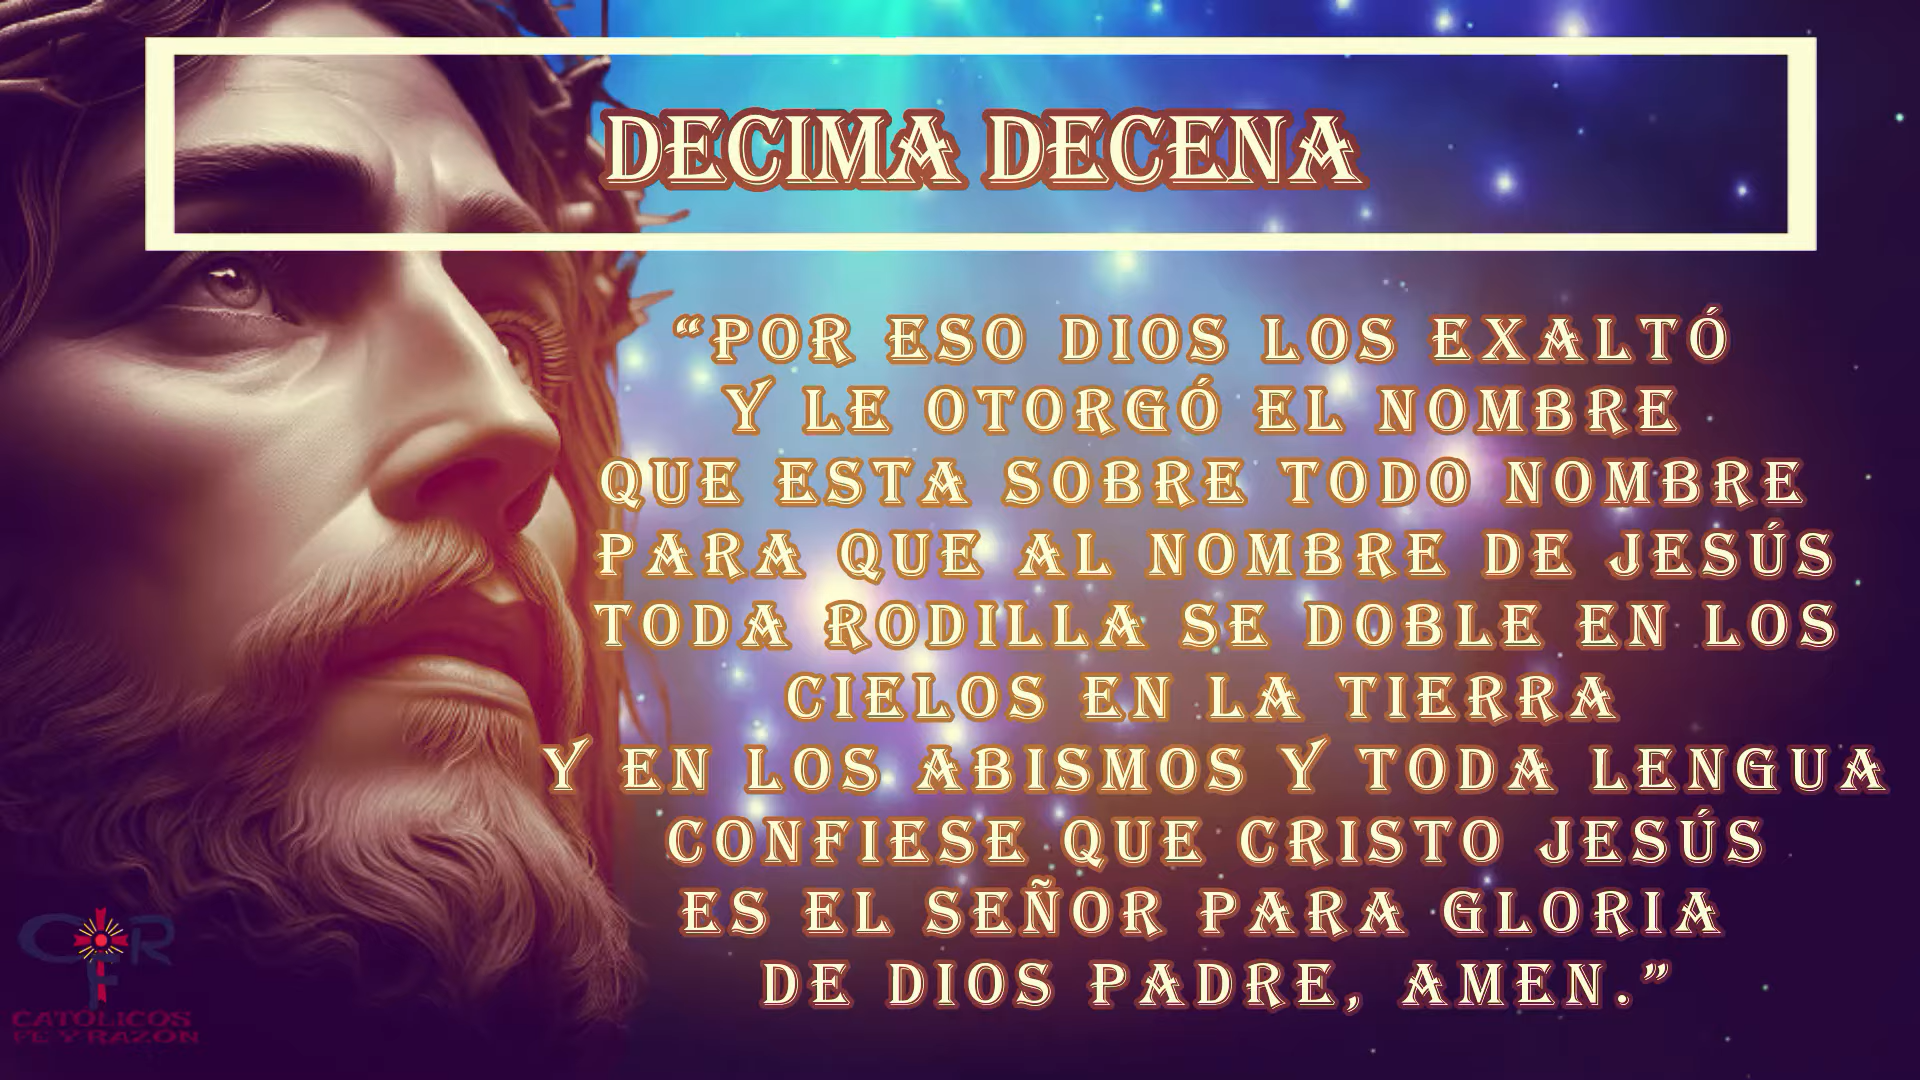 DECIMA DECENA
“POR ESO DIOS LOS EXALTÓ
Y LE OTORGÓ EL NOMBRE
QUE ESTA SOBRE TODO NOMBRE
PARA QUE AL NOMBRE DE JESÚS
TODA RODILLA SE DOBLE EN LOS
CIELOS EN LA TIERRA
Y EN LOS ABISMOS Y TODA LENGUA
CONFIESE QUE CRISTO JESÚS
ES EL SEÑOR PARA GLORIA
DE DIOS PADRE, AMEN.”
C R
F
CATOLICOS
FE Y RAZON